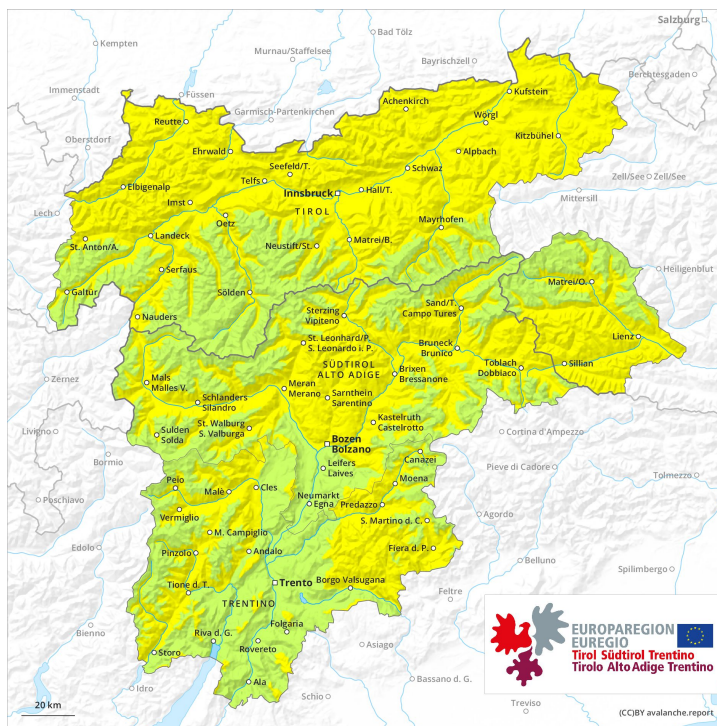 Salzburg
Kempten
Bad Tölz
Murnau/Staffelsee
Bayrischzell
Berchtesgaden
Immenstadt
Füssen
Garmisch-Partenkirchen
Achenkirch
Kufstein
Reutte
Wörgl
Oberstdorf
Ehrwald
Kitzbühel
Seefeld/T.
Alpbach
Telfs
Schwaz
Zell/See
Zell/See
Elbigenalp
Innsbruck
Hall/T.
Mittersill
Lech
Imst
TIROL
Oetz
Mayrhofen
St. Anton/A.
Landeck
Neustift/St.
Matrei/B.
Serfaus
Heiligenblut
Galtür
Sölden
Matrei/O.
Sand/T.
Campo Tures
Nauders
Sterzing
Vipiteno
Lienz
St. Leonhard/P.
S. Leonardo i. P.
Bruneck
Brunico
Toblach
Dobbiaco
Sillian
SÜDTIROL
ALTO ADIGE
Brixen
Bressanone
Zernez
Mals
Malles V.
Meran
Merano
Schlanders
Silandro
Sarnthein
Sarentino
St. Walburg
S. Valburga
Kastelruth
Castelrotto
Livigno
Sulden
Solda
Cortina d'Ampezzo
Bozen
Bolzano
Bormio
Canazei
Pieve di Cadore
Leifers
Laives
Tolmezzo
Poschiavo
Peio
Malè
Cles
Moena
Neumarkt
Egna
Predazzo
Vermiglio
Agordo
S. Martino d. C.
M. Campiglio
Edolo
Pinzolo
Andalo
Fiera d. P.
Belluno
Spilimbergo
Trento
Borgo Valsugana
Tione d. T.
Feltre
TRENTINO
Folgaria
Bienno
Riva d. G.
Rovereto
Asiago
Storo
Bassano d. G.
Ala
Idro
Schio
Treviso
EUROPAREGION
EUREGIO
Tirol Südtirol Trentino
Tirolo Alto Adige Trentino
20 km
(CC)BY avalanche.report